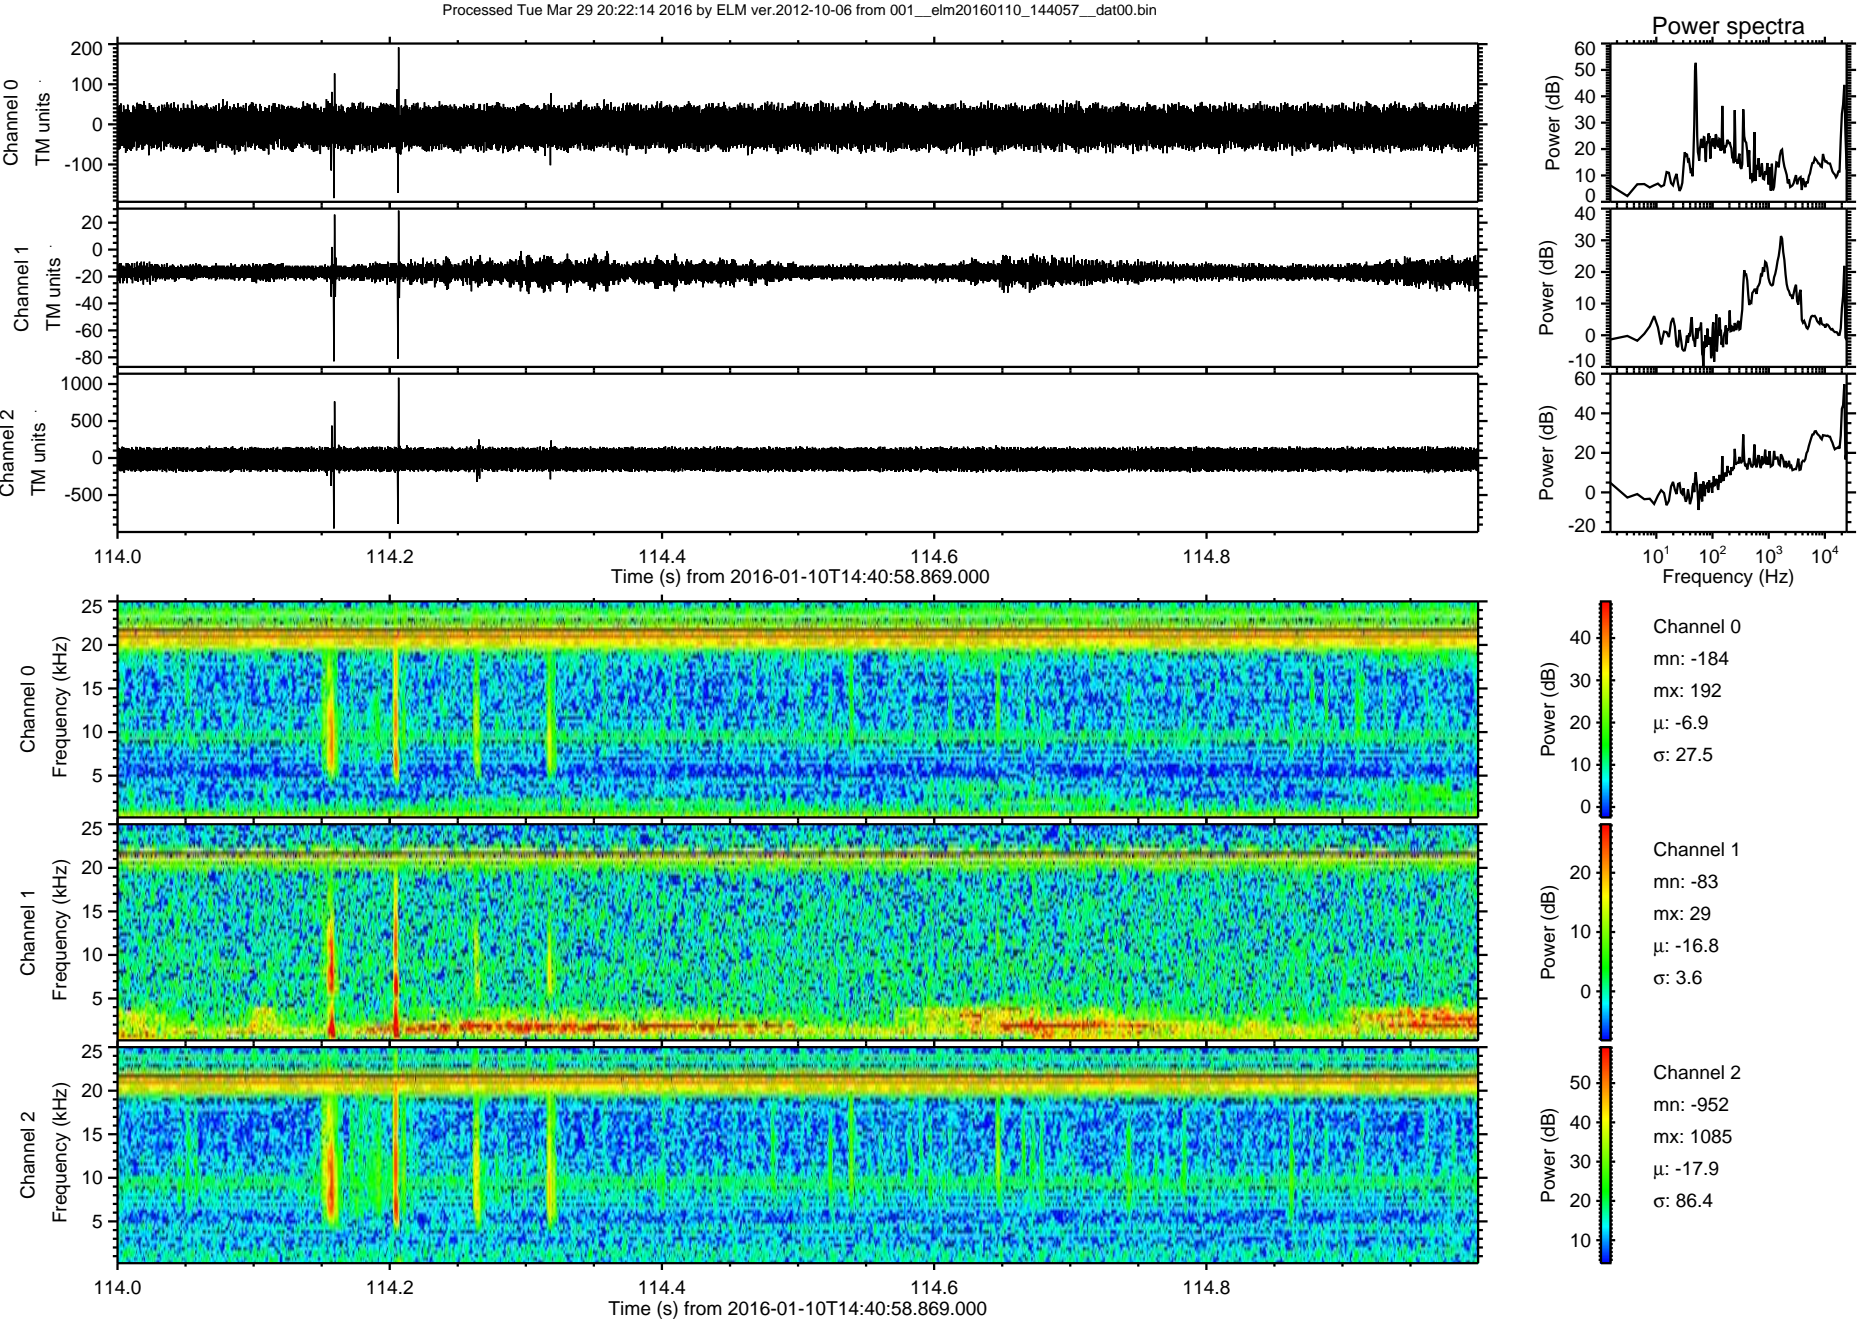 Processed Tue Mar 29 20:22:14 2016 by ELM ver.2012-10-06 from 001__elm20160110_144057__dat00.bin
Power spectra
Channel 0
TM units
200
100
0
-100
Power (dB)
60
50
40
30
20
10
0
Channel 1
TM units
20
0
-20
-40
-60
-80
Power (dB)
40
30
20
10
0
-10
Channel 2
TM units
1000
500
0
-500
Power (dB)
60
40
20
0
-20
114.0 114.2 114.4 114.6 114.8
Time (s) from 2016-01-10T14:40:58.869.000
10¹ 10² 10³ 10⁴
Frequency (Hz)
Channel 0
Frequency (kHz)
25
20
15
10
5
Power (dB)
40
30
20
10
0
Channel 0
mn: -184
mx: 192
μ: -6.9
σ: 27.5
Channel 1
Frequency (kHz)
25
20
15
10
5
Power (dB)
20
10
0
Channel 1
mn: -83
mx: 29
μ: -16.8
σ: 3.6
Channel 2
Frequency (kHz)
25
20
15
10
5
Power (dB)
50
40
30
20
10
Channel 2
mn: -952
mx: 1085
μ: -17.9
σ: 86.4
114.0 114.2 114.4 114.6 114.8
Time (s) from 2016-01-10T14:40:58.869.000